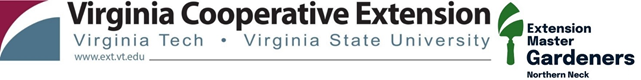 Virginia Cooperative Extension
Virginia Tech • Virginia State University
www.ext.vt.edu
Extension
Master
Gardeners
Northern Neck